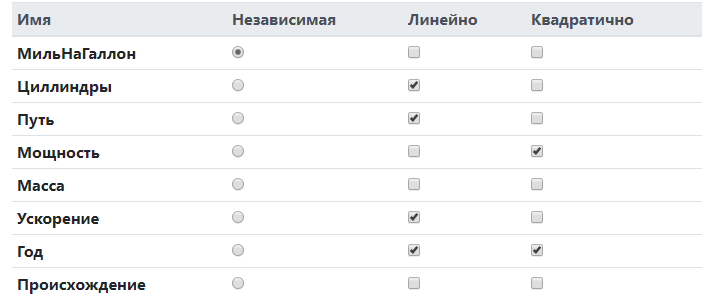 Имя Независимая Линейно Квадратично
МильНаГаллон
Циллиндры
Путь
Мощность
Масса
Ускорение
Год
Происхождение